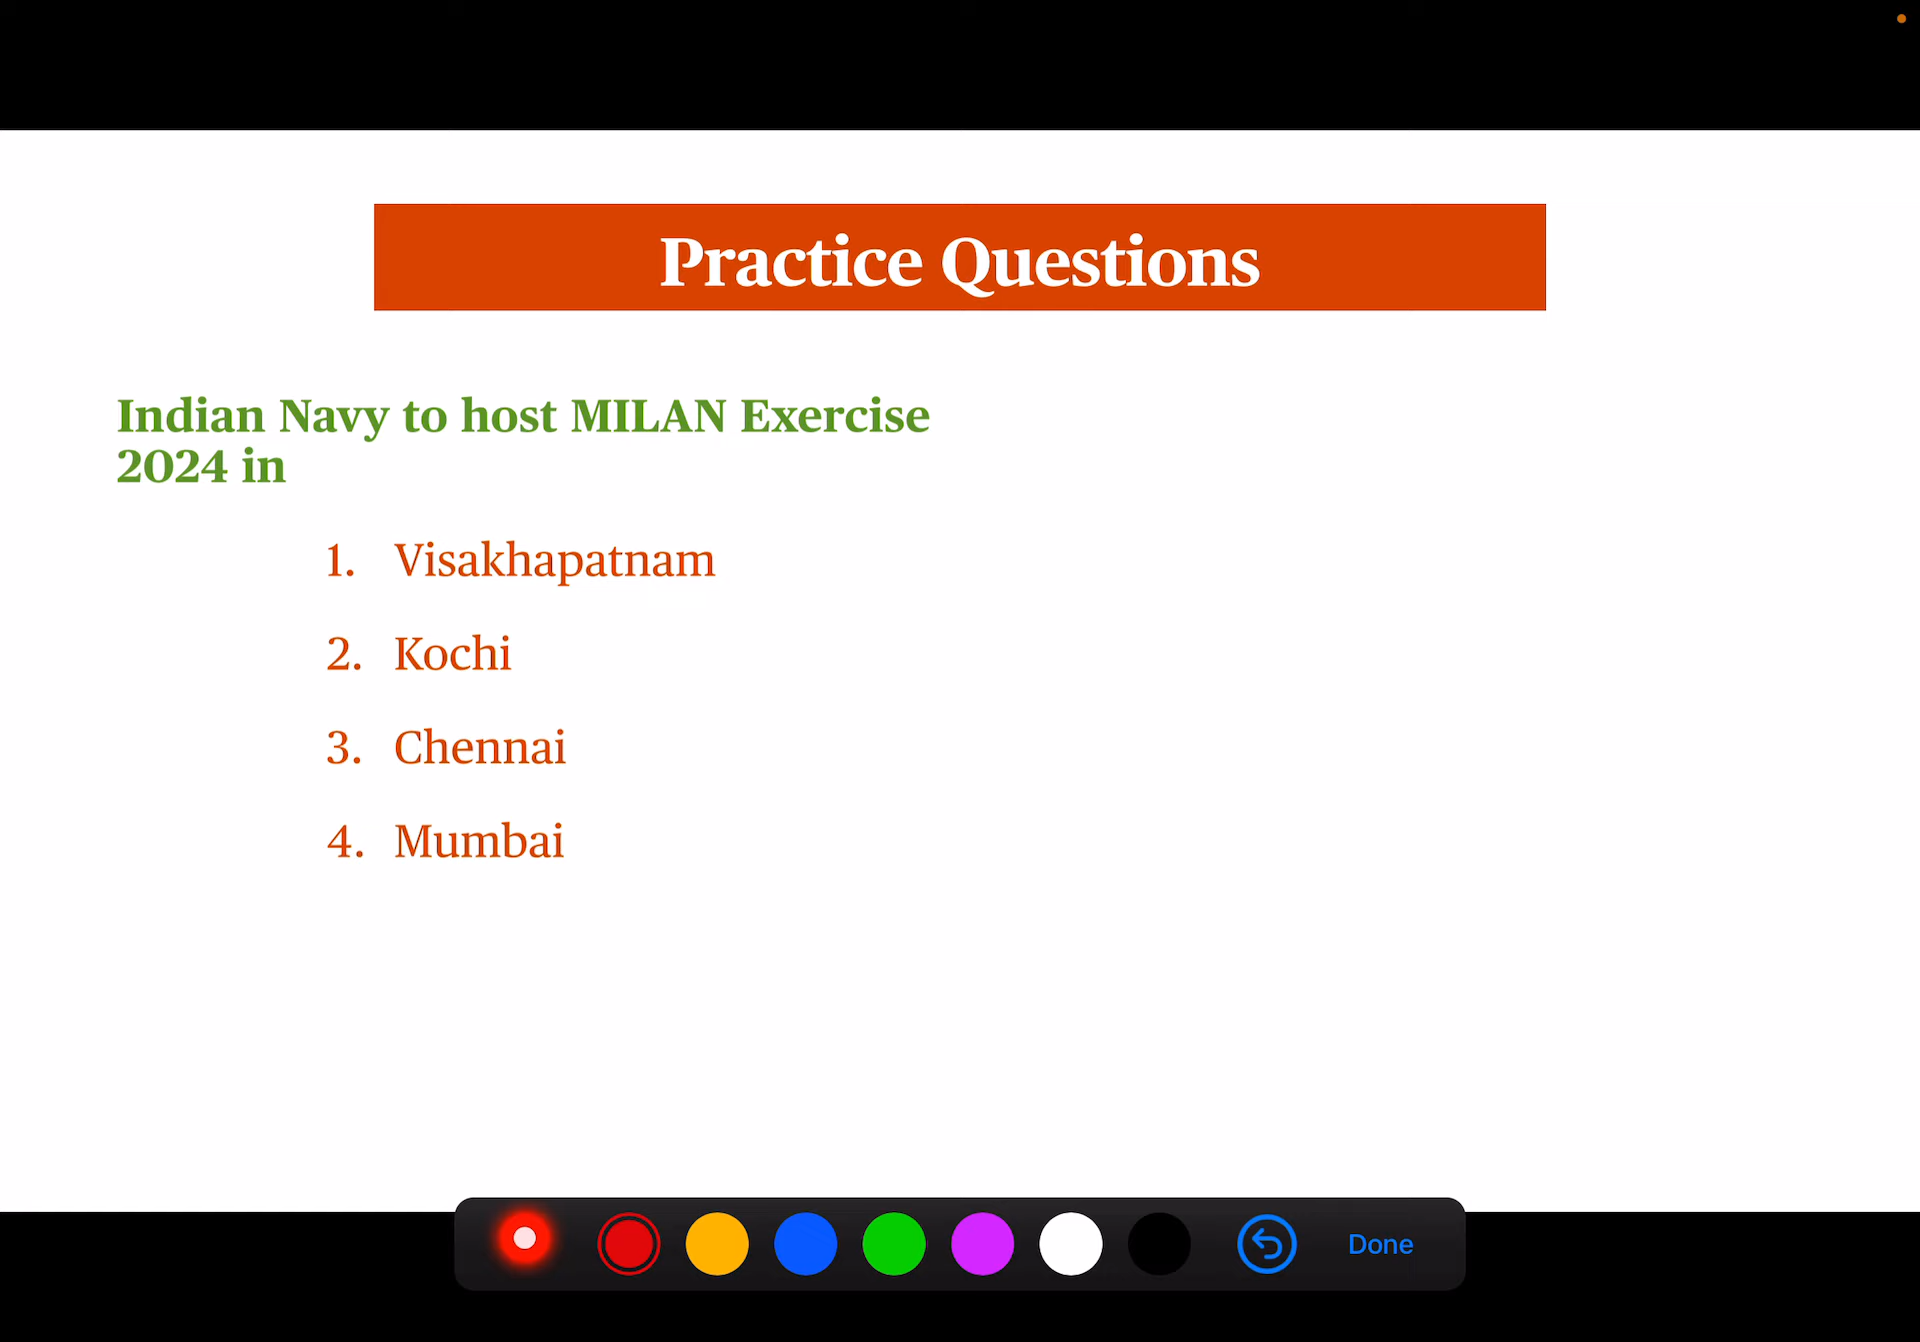 Practice Questions
Indian Navy to host MILAN Exercise
2024 in
1. Visakhapatnam
2. Kochi
3. Chennai
4. Mumbai
Done